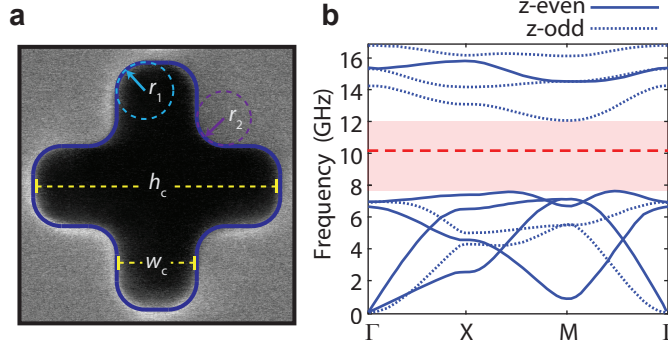 a
r1
r2
hc
wc
b
z-even
z-odd
Frequency (GHz)
16
14
12
10
8
6
4
2
0
Γ X M Γ